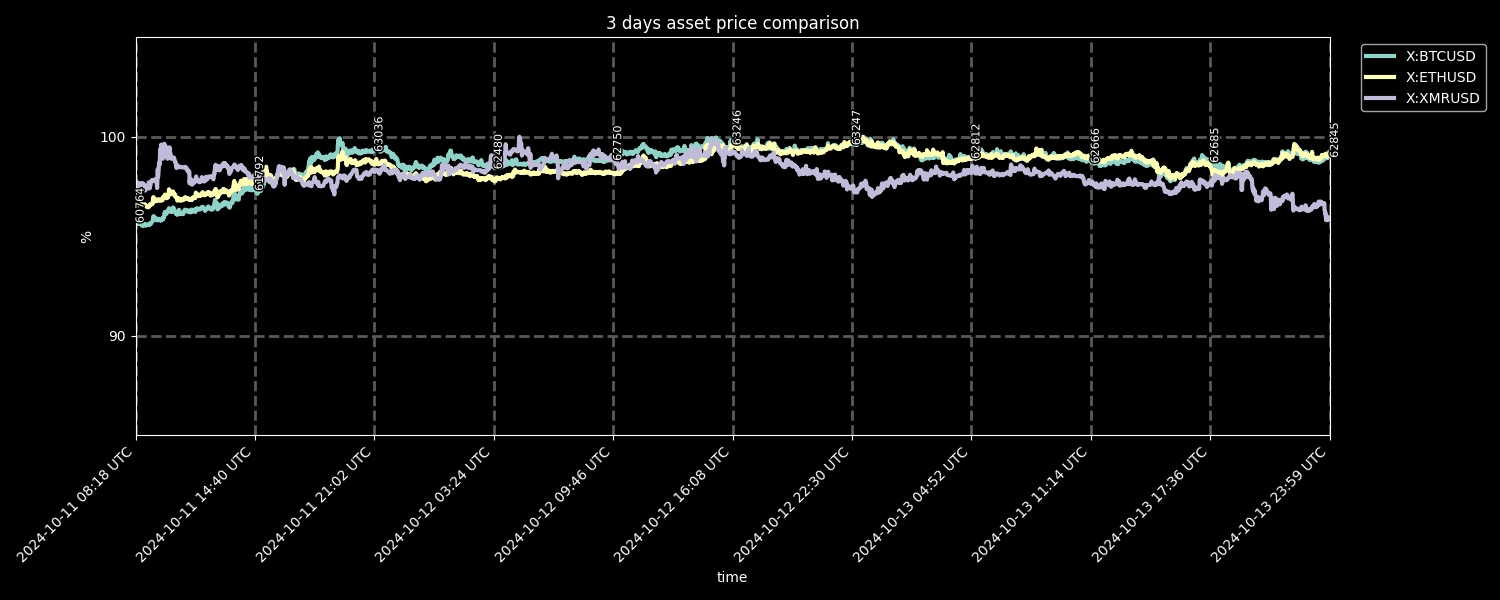 3 days asset price comparison
X:BTCUSD
X:ETHUSD
X:XMRUSD
100
90
%
60764
61792
63036
62480
62750
63246
63247
62812
62666
62685
62845
2024-10-11 08:18 UTC
2024-10-11 14:40 UTC
2024-10-11 21:02 UTC
2024-10-12 03:24 UTC
2024-10-12 09:46 UTC
2024-10-12 16:08 UTC
2024-10-12 22:30 UTC
2024-10-13 04:52 UTC
2024-10-13 11:14 UTC
2024-10-13 17:36 UTC
2024-10-13 23:59 UTC
time